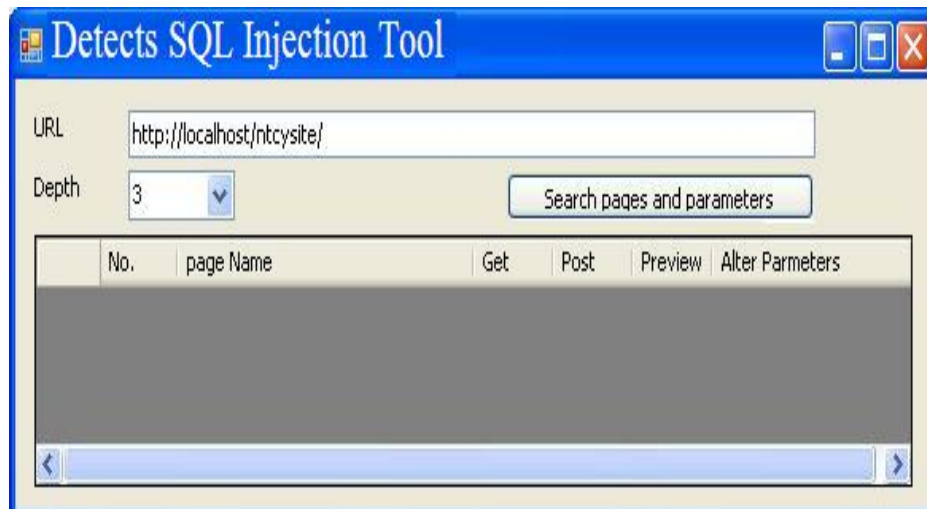 Detects SQL Injection Tool
URL http://localhost/ntcysite/
Depth 3 Search pages and parameters
No. page Name Get Post Preview Alter Parmeters